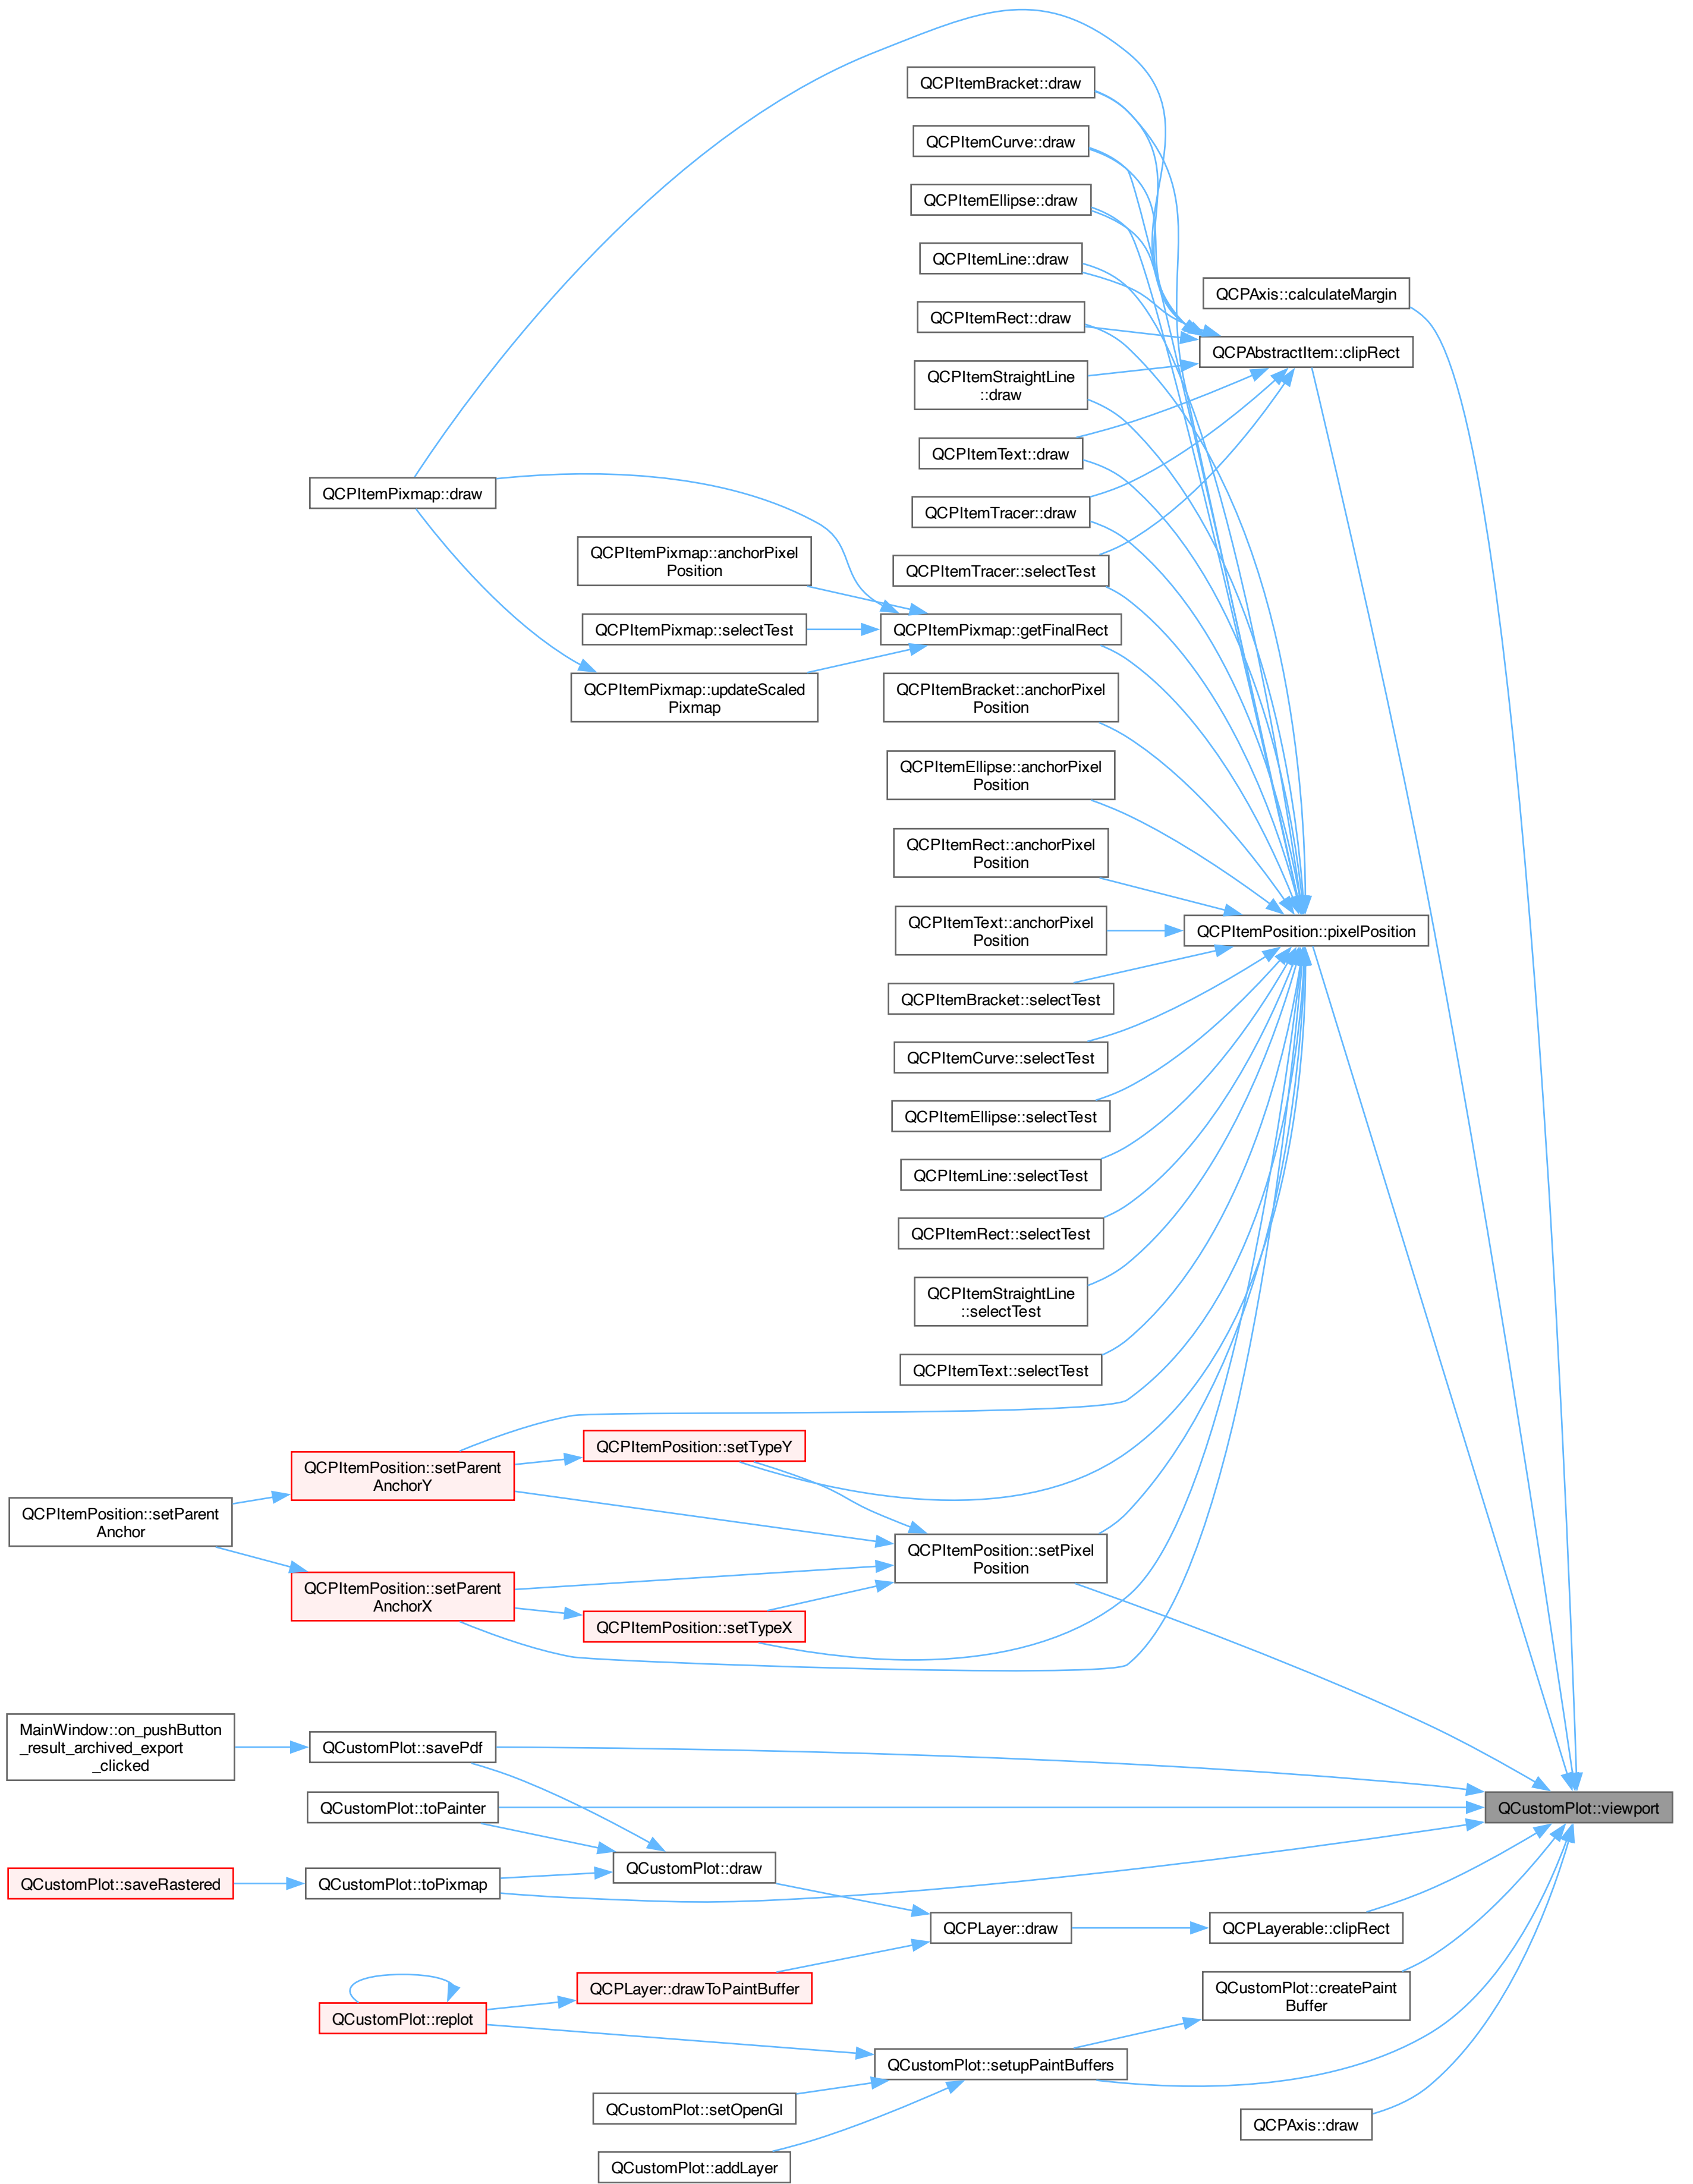 QCPItemBracket::draw
QCPItemCurve::draw
QCPItemEllipse::draw
QCPItemLine::draw
QCPAxis::calculateMargin
QCPItemRect::draw
QCPAbstractItem::clipRect
QCPItemStraightLine
::draw
QCPItemText::draw
QCPItemPixmap::draw
QCPItemTracer::draw
QCPItemPixmap::anchorPixel
Position
QCPItemTracer::selectTest
QCPItemPixmap::selectTest
QCPItemPixmap::getFinalRect
QCPItemPixmap::updateScaled
Pixmap
QCPItemBracket::anchorPixel
Position
QCPItemEllipse::anchorPixel
Position
QCPItemRect::anchorPixel
Position
QCPItemText::anchorPixel
Position
QCPItemPosition::pixelPosition
QCPItemBracket::selectTest
QCPItemCurve::selectTest
QCPItemEllipse::selectTest
QCPItemLine::selectTest
QCPItemRect::selectTest
QCPItemStraightLine
::selectTest
QCPItemText::selectTest
QCPItemPosition::setTypeY
QCPItemPosition::setParent
AnchorY
QCPItemPosition::setParent
Anchor
QCPItemPosition::setPixel
Position
QCPItemPosition::setParent
AnchorX
QCPItemPosition::setTypeX
MainWindow::on_pushButton
_result_archived_export
_clicked
QCustomPlot::savePdf
QCustomPlot::toPainter
QCustomPlot::viewport
QCustomPlot::draw
QCustomPlot::saveRastered
QCustomPlot::toPixmap
QCPLayer::draw
QCPLayerable::clipRect
QCPLayer::drawToPaintBuffer
QCustomPlot::createPaint
Buffer
QCustomPlot::replot
QCustomPlot::setupPaintBuffers
QCustomPlot::setOpenGl
QCPAxis::draw
QCustomPlot::addLayer